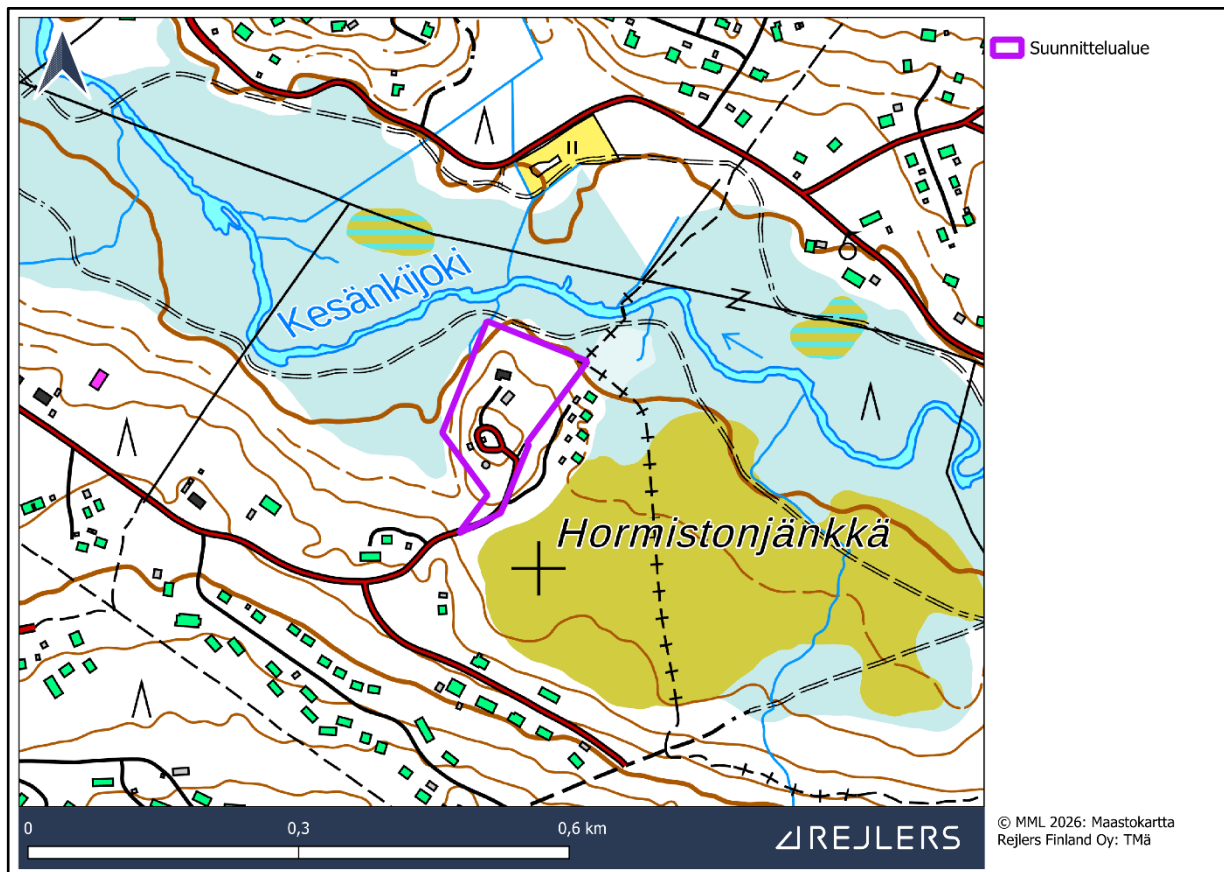 Suunnittelualue
Kesänkijoki
Hormistonjänkkä
0
0,3
0,6 km
REJLERS
© MML 2026: Maastokartta
Rejlers Finland Oy: TMä